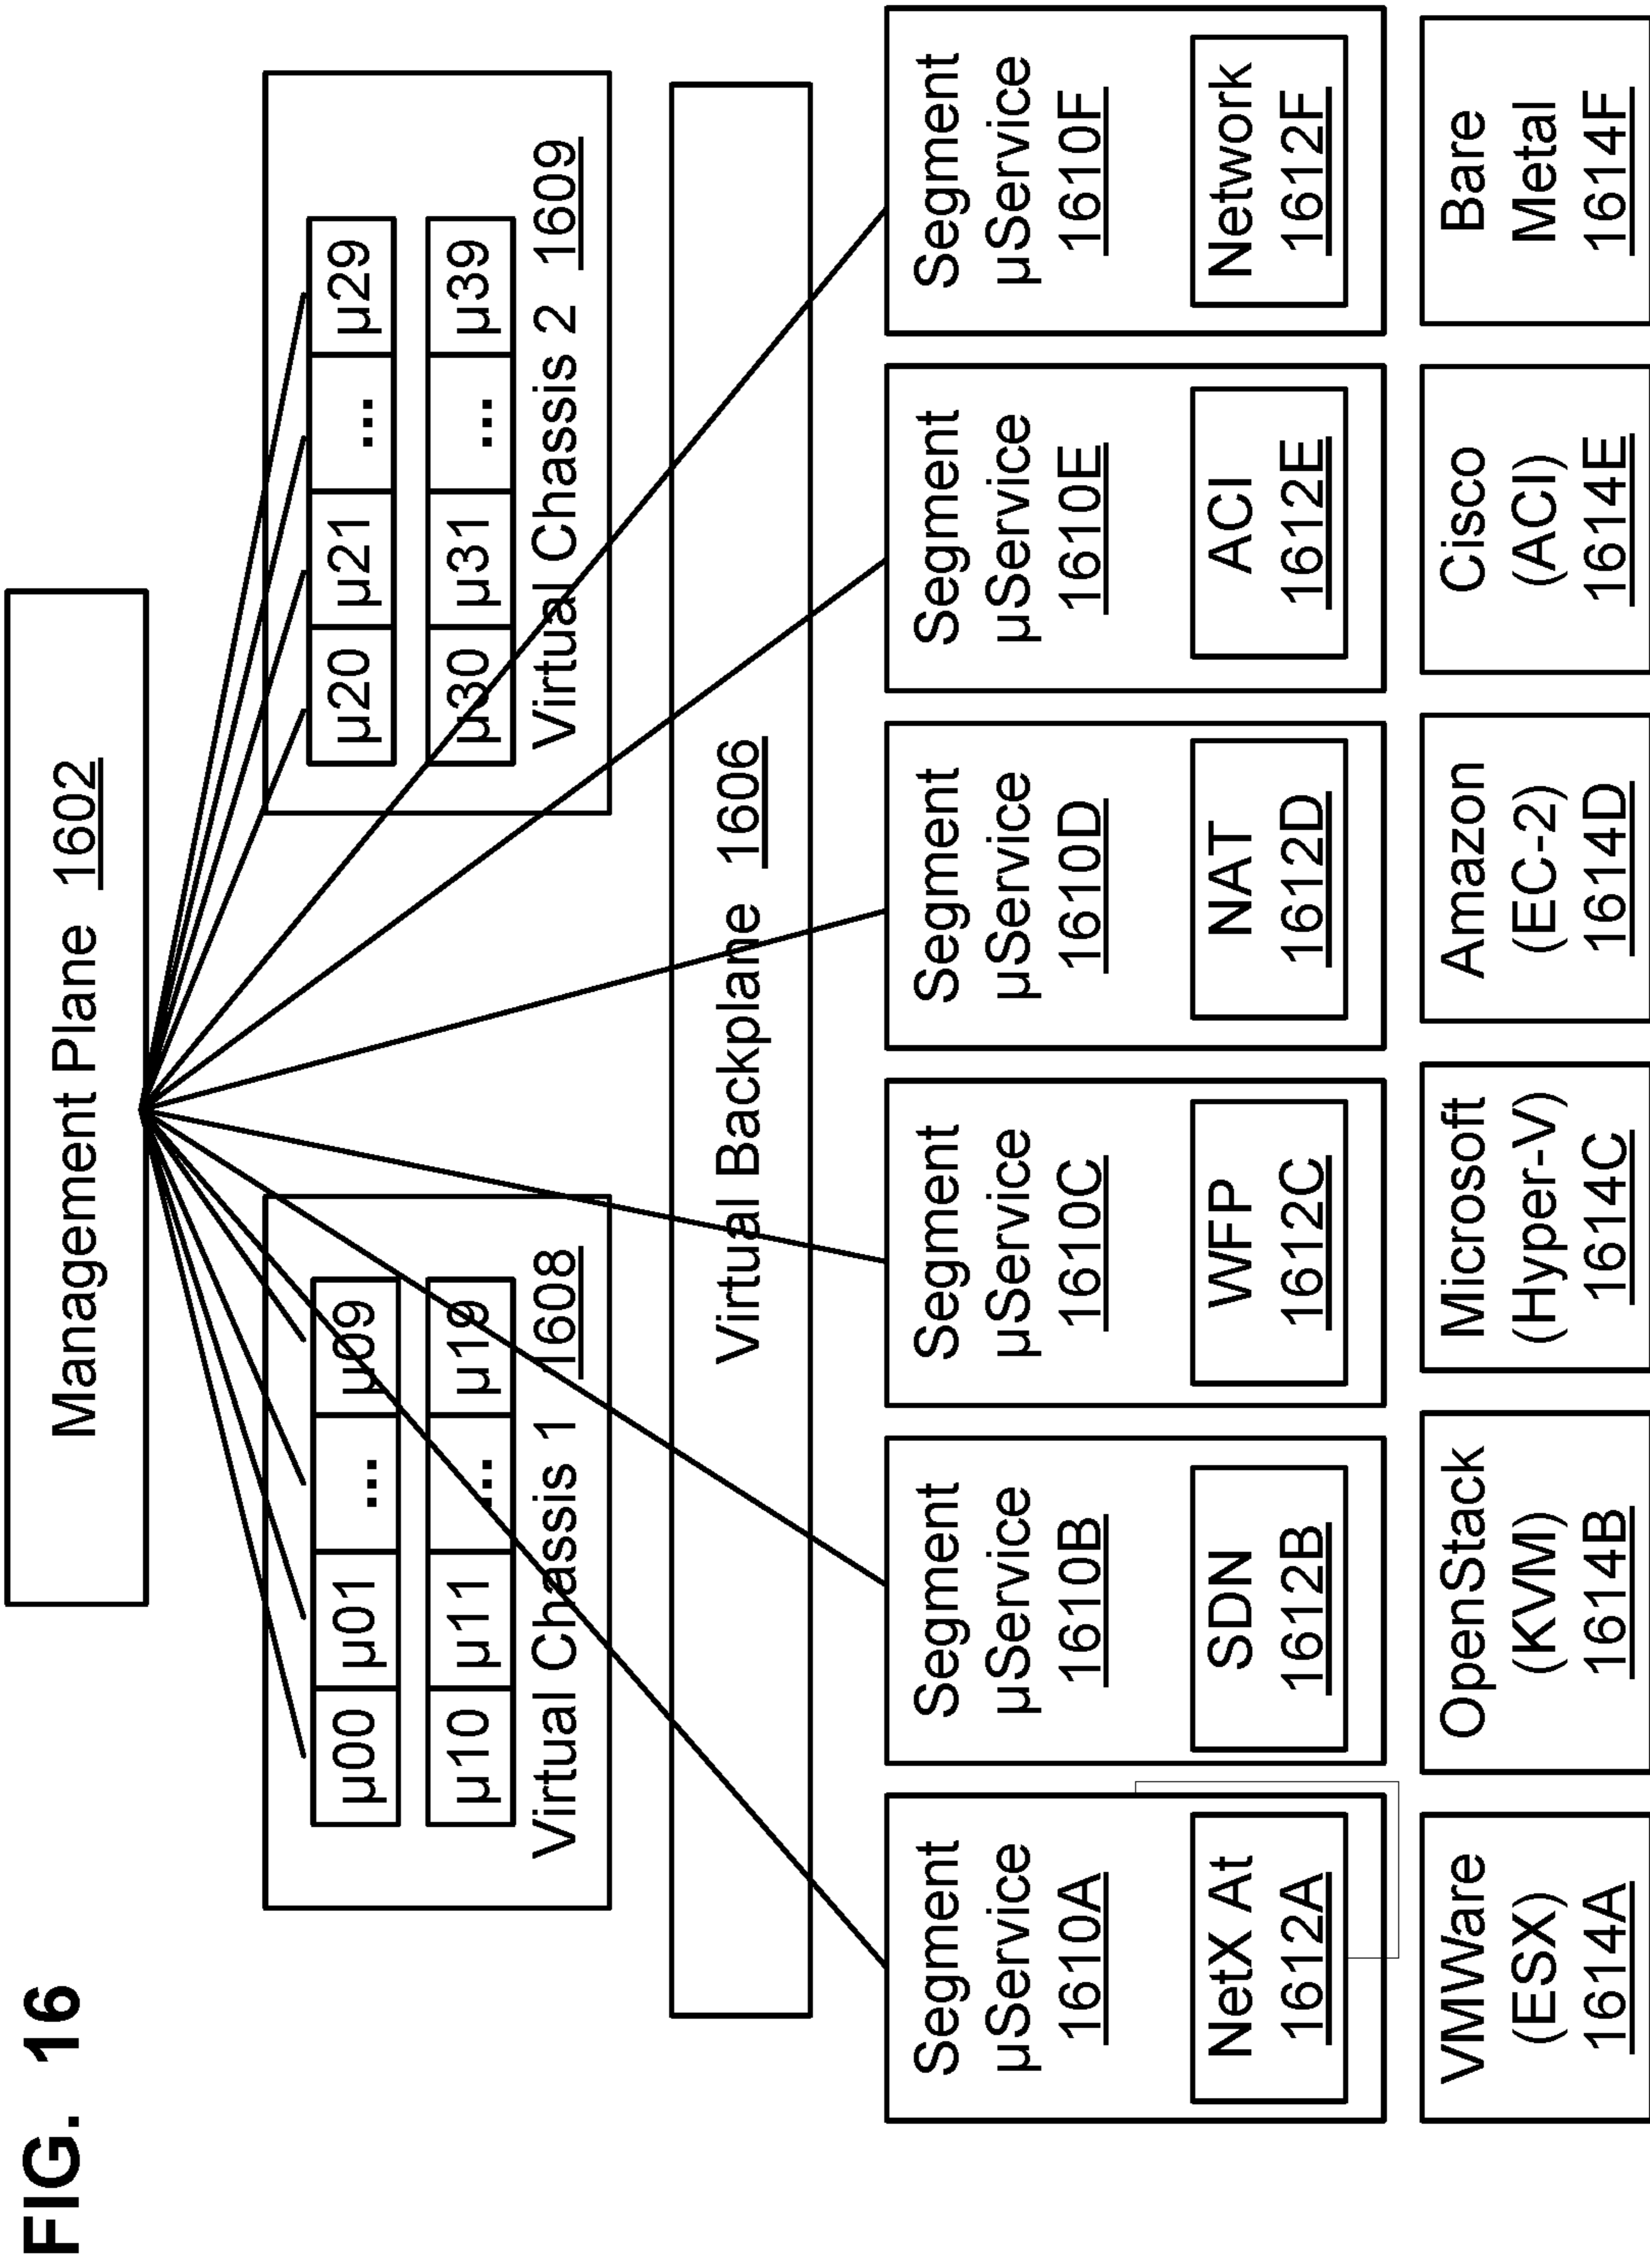 FIG. 16
Management Plane 1602
µ00 µ01 ... µ09
µ10 µ11 ... µ19
Virtual Chassis 1 1608
µ20 µ21 ... µ29
µ30 µ31 ... µ39
Virtual Chassis 2 1609
Virtual Backplane 1606
Segment
µService
1610A
NetX At
1612A
Segment
µService
1610B
SDN
1612B
Segment
µService
1610C
WFP
1612C
Segment
µService
1610D
NAT
1612D
Segment
µService
1610E
ACI
1612E
Segment
µService
1610F
Network
1612F
VMWare
(ESX)
1614A
OpenStack
(KVM)
1614B
Microsoft
(Hyper-V)
1614C
Amazon
(EC-2)
1614D
Cisco
(ACI)
1614E
Bare
Metal
1614F